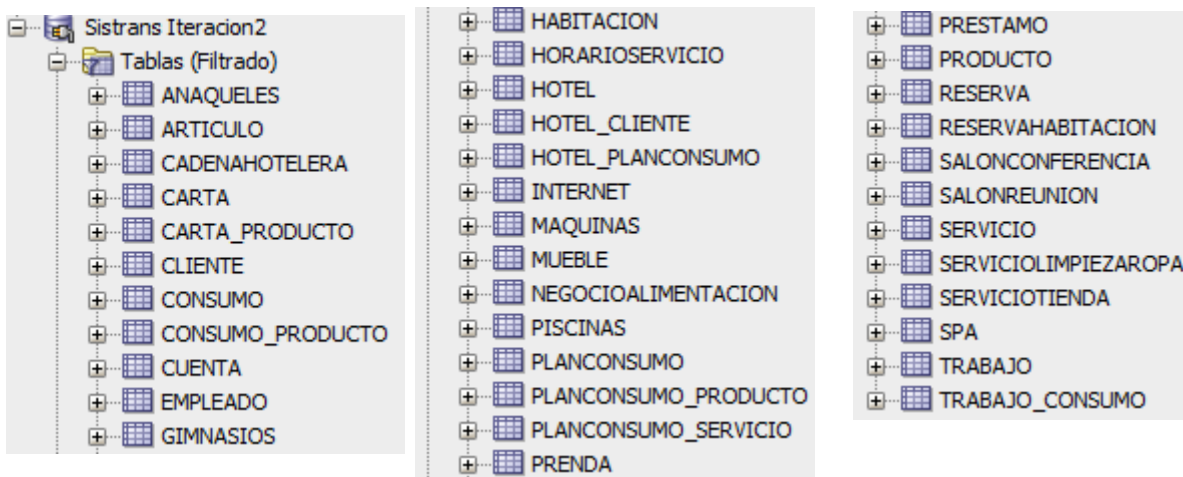 Sistrans Iteracion2
Tablas (Filtrado)
ANAQUELES
ARTICULO
CADENAHOTELERA
CARTA
CARTA_PRODUCTO
CLIENTE
CONSUMO
CONSUMO_PRODUCTO
CUENTA
EMPLEADO
GIMNASIOS
HABITACION
HORARIOSERVICIO
HOTEL
HOTEL_CLIENTE
HOTEL_PLANCONSUMO
INTERNET
MAQUINAS
MUEBLE
NEGOCIOALIMENTACION
PISCINAS
PLANCONSUMO
PLANCONSUMO_PRODUCTO
PLANCONSUMO_SERVICIO
PRENDA
PRESTAMO
PRODUCTO
RESERVA
RESERVAHABITACION
SALONCONFERENCIA
SALONREUNION
SERVICIO
SERVICIOLIMPIEZAROPA
SERVICIOTIENDA
SPA
TRABAJO
TRABAJO_CONSUMO